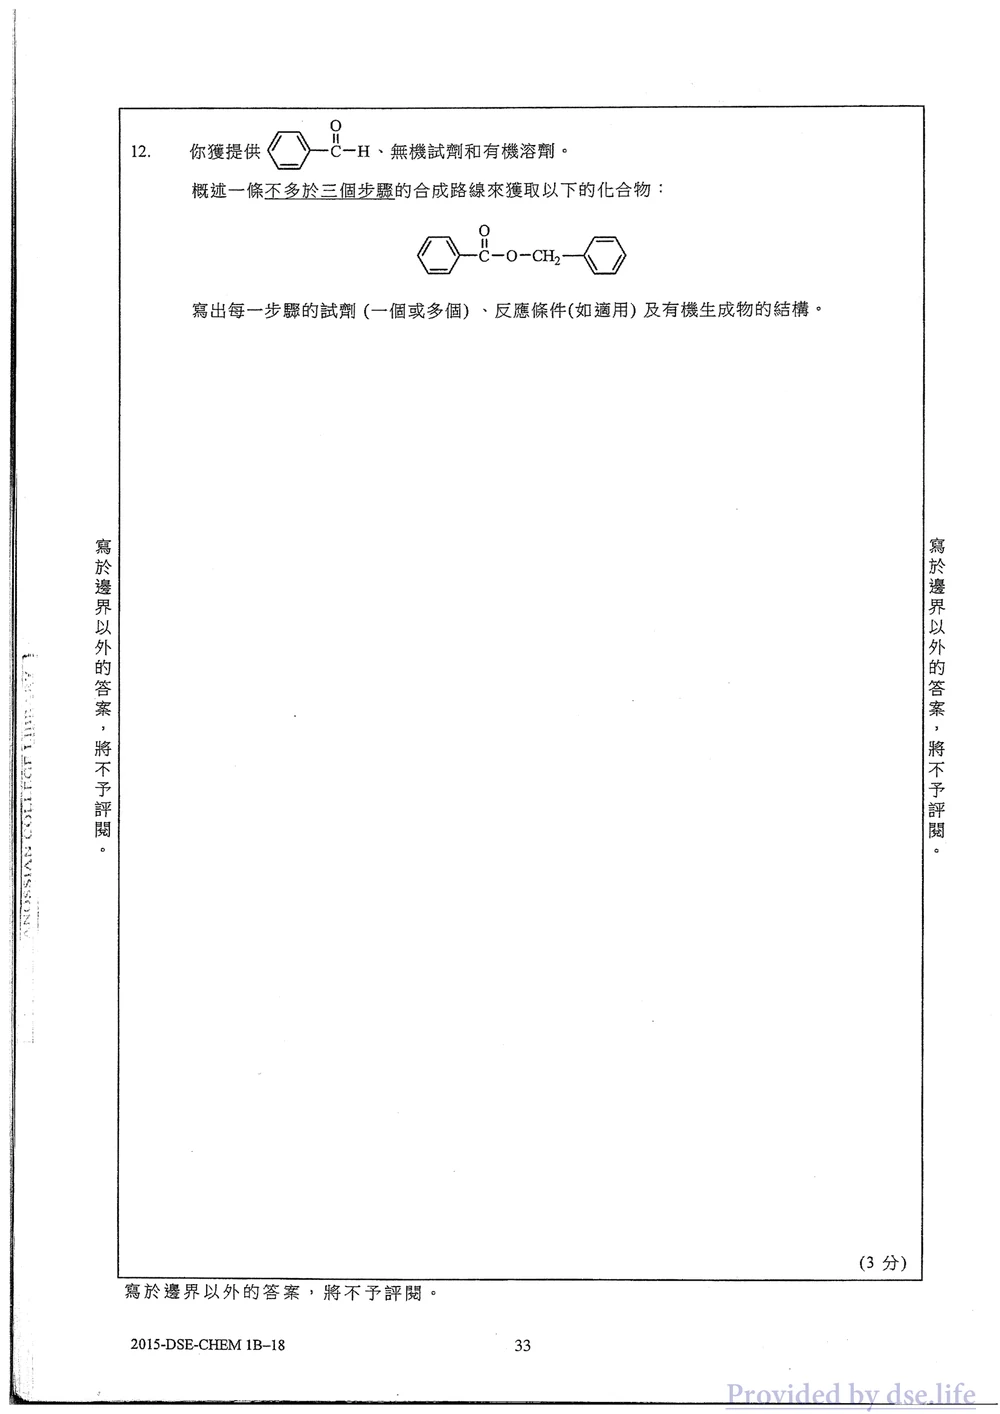 12. 你獲提供 O
C–H、無機試劑和有機溶劑。
概述一條不多於三個步驟的合成路線來獲取以下的化合物：
O
C–O–CH₂–
寫出每一步驟的試劑 (一個或多個) 、反應條件(如適用) 及有機生成物的結構。
寫於邊界以外的答案，將不予評閱。
寫於邊界以外的答案，將不予評閱。
(3 分)
寫於邊界以外的答案，將不予評閱。
2015-DSE-CHEM 1B–18 33
Provided by dse.life